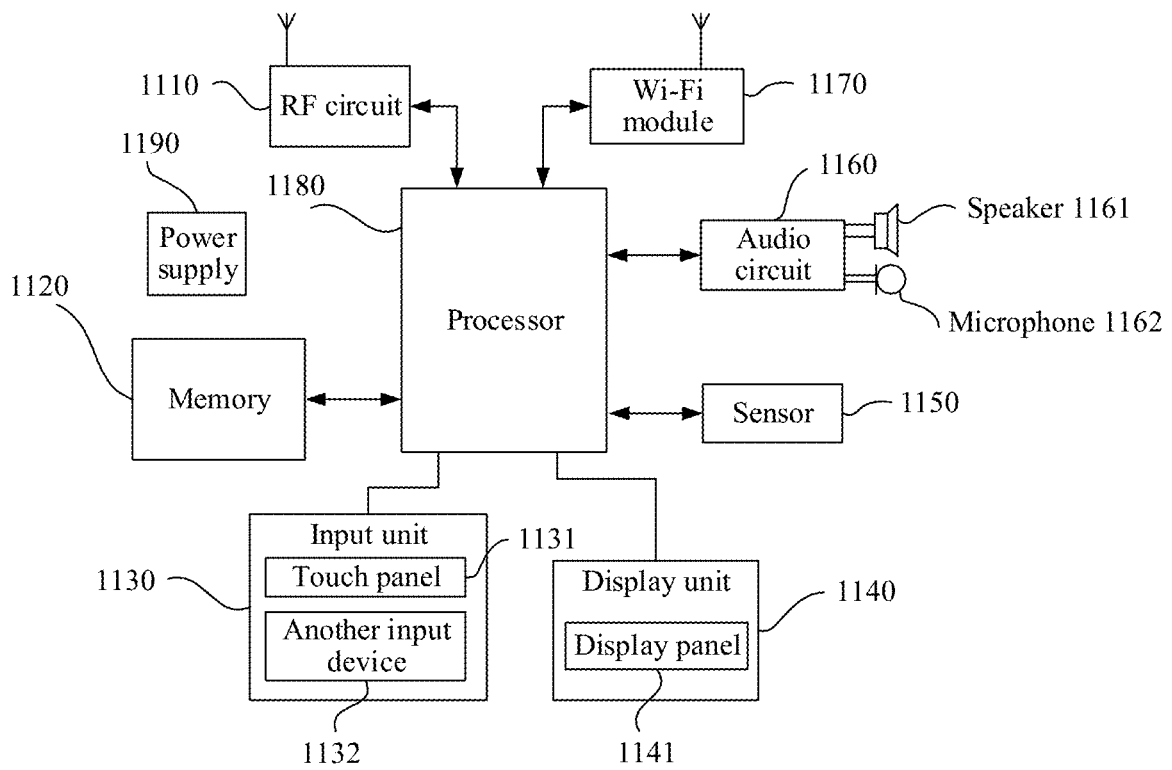 1110
RF circuit
Wi-Fi
module
1170
1190
Power
supply
1180
Processor
1160
Audio
circuit
Speaker 1161
Microphone 1162
1120
Memory
Sensor
1150
Input unit
1131
Touch panel
1130
Another input
device
1132
Display unit
1140
Display panel
1141